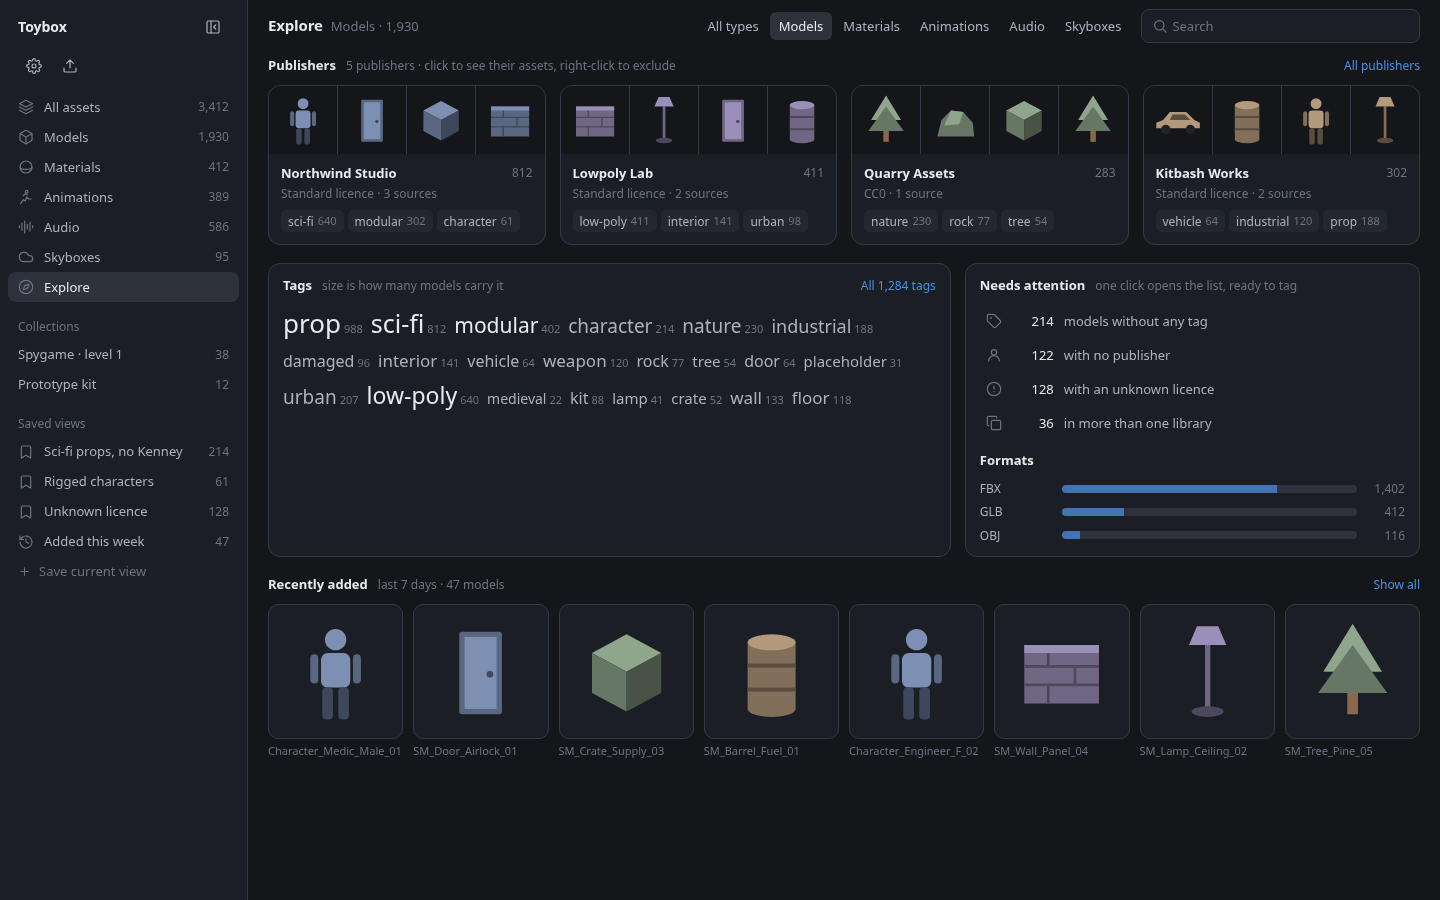 Toybox
All assets 3,412
Models 1,930
Materials 412
Animations 389
Audio 586
Skyboxes 95
Explore
Collections
Spygame · level 1 38
Prototype kit 12
Saved views
Sci-fi props, no Kenney 214
Rigged characters 61
Unknown licence 128
Added this week 47
Save current view
Explore Models · 1,930
All types Models Materials Animations Audio Skyboxes Search
Publishers 5 publishers · click to see their assets, right-click to exclude All publishers
Northwind Studio 812
Standard licence · 3 sources
sci-fi 640 modular 302 character 61
Lowpoly Lab 411
Standard licence · 2 sources
low-poly 411 interior 141 urban 98
Quarry Assets 283
CC0 · 1 source
nature 230 rock 77 tree 54
Kitbash Works 302
Standard licence · 2 sources
vehicle 64 industrial 120 prop 188
Tags size is how many models carry it All 1,284 tags
prop 988 sci-fi 812 modular 402 character 214 nature 230 industrial 188
damaged 96 interior 141 vehicle 64 weapon 120 rock 77 tree 54 door 64 placeholder 31
urban 207 low-poly 640 medieval 22 kit 88 lamp 41 crate 52 wall 133 floor 118
Needs attention one click opens the list, ready to tag
214 models without any tag
122 with no publisher
128 with an unknown licence
36 in more than one library
Formats
FBX 1,402
GLB 412
OBJ 116
Recently added last 7 days · 47 models Show all
Character_Medic_Male_01
SM_Door_Airlock_01
SM_Crate_Supply_03
SM_Barrel_Fuel_01
Character_Engineer_F_02
SM_Wall_Panel_04
SM_Lamp_Ceiling_02
SM_Tree_Pine_05